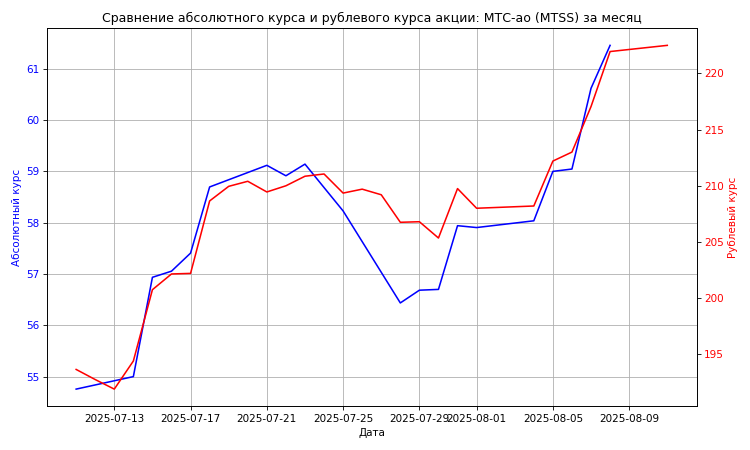 Сравнение абсолютного курса и рублевого курса акции: МТС-ао (MTSS) за месяц
Абсолютный курс
61
60
59
58
57
56
55
220
215
210
205
200
195
Рублевый курс
2025-07-13 2025-07-17 2025-07-21 2025-07-25 2025-07-29 2025-08-01 2025-08-05 2025-08-09
Дата